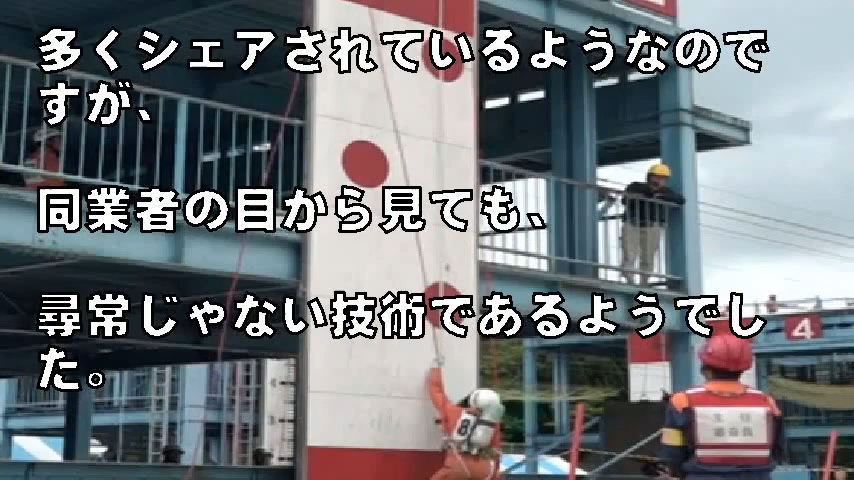 多くシェアされているようなので
すが、
同業者の目から見ても、
尋常じゃない技術であるようでし
た。
4
8